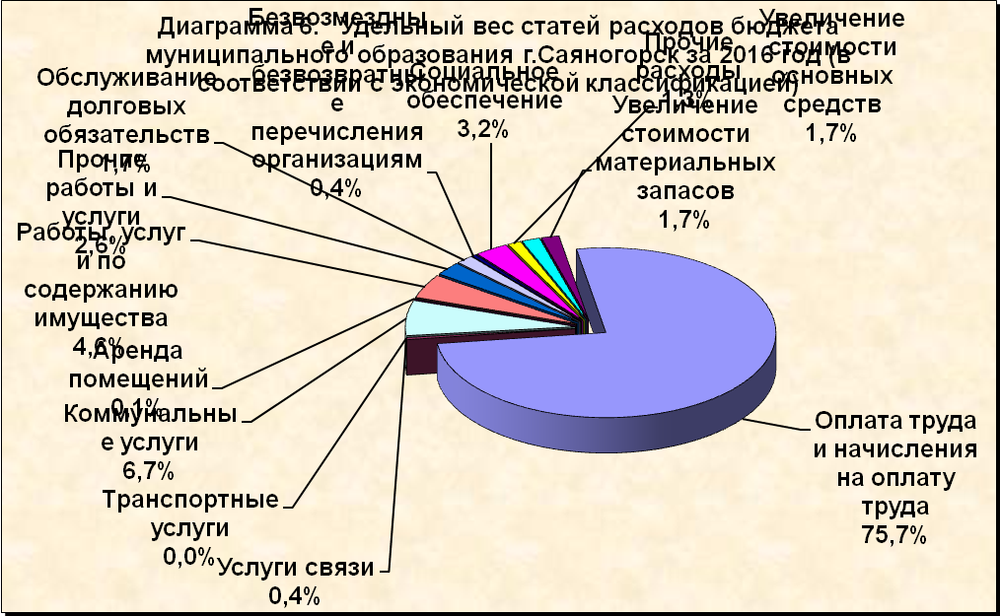 Диаграмма 6. "Удельный вес статей расходов бюджета
муниципального образования г.Саяногорск за 2016 год (в
соответствии с экономической классификацией)
Безвозмездны
е и
безвозвратны
е
перечисления
организациям
0,4%
Социальное
обеспечение
3,2%
Прочие
расходы
1,3%
Увеличение
стоимости
основных
средств
1,7%
Увеличение
стоимости
материальных
запасов
1,7%
Обслуживание
долговых
обязательств
1,7%
Прочие
работы и
услуги
2,6%
Работы, услуг
и по
содержанию
имущества
4,6%
Аренда
помещений
0,1%
Коммунальны
е услуги
6,7%
Транспортные
услуги
0,0%
Услуги связи
0,4%
Оплата труда
и начисления
на оплату
труда
75,7%